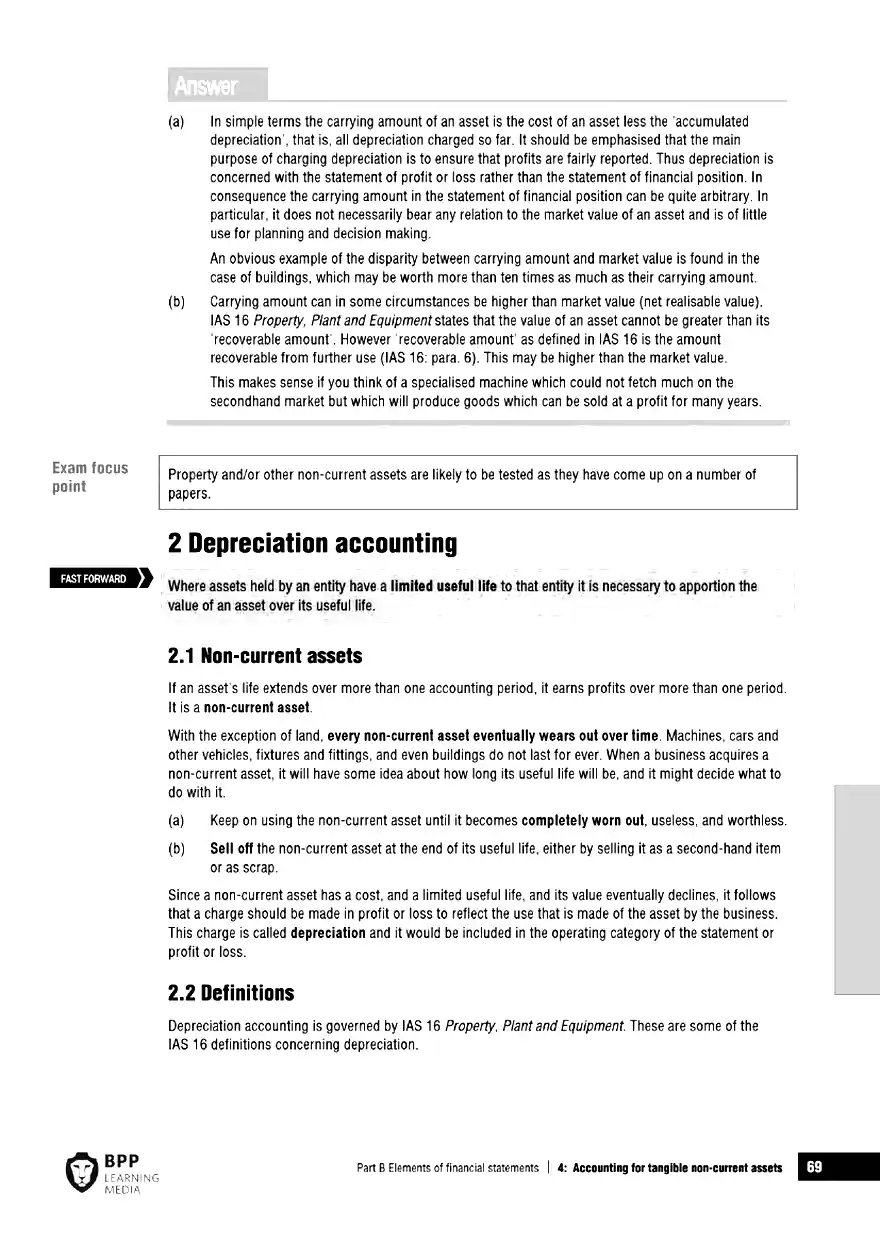 Answer
(a) In simple terms the carrying amount of an asset is the cost of an asset less the 'accumulated
depreciation', that is, all depreciation charged so far. It should be emphasised that the main
purpose of charging depreciation is to ensure that profits are fairly reported. Thus depreciation is
concerned with the statement of profit or loss rather than the statement of financial position. In
consequence the carrying amount in the statement of financial position can be quite arbitrary. In
particular, it does not necessarily bear any relation to the market value of an asset and is of little
use for planning and decision making.
An obvious example of the disparity between carrying amount and market value is found in the
case of buildings, which may be worth more than ten times as much as their carrying amount.
(b) Carrying amount can in some circumstances be higher than market value (net realisable value).
IAS 16 Property, Plant and Equipment states that the value of an asset cannot be greater than its
'recoverable amount'. However 'recoverable amount' as defined in IAS 16 is the amount
recoverable from further use (IAS 16: para. 6). This may be higher than the market value.
This makes sense if you think of a specialised machine which could not fetch much on the
secondhand market but which will produce goods which can be sold at a profit for many years.
Exam focus
point
Property and/or other non-current assets are likely to be tested as they have come up on a number of
papers.
2 Depreciation accounting
FAST FORWARD
Where assets held by an entity have a limited useful life to that entity it is necessary to apportion the
value of an asset over its useful life.
2.1 Non-current assets
If an asset's life extends over more than one accounting period, it earns profits over more than one period.
It is a non-current asset.
With the exception of land, every non-current asset eventually wears out over time. Machines, cars and
other vehicles, fixtures and fittings, and even buildings do not last for ever. When a business acquires a
non-current asset, it will have some idea about how long its useful life will be, and it might decide what to
do with it.
(a) Keep on using the non-current asset until it becomes completely worn out, useless, and worthless.
(b) Sell off the non-current asset at the end of its useful life, either by selling it as a second-hand item
or as scrap.
Since a non-current asset has a cost, and a limited useful life, and its value eventually declines, it follows
that a charge should be made in profit or loss to reflect the use that is made of the asset by the business.
This charge is called depreciation and it would be included in the operating category of the statement or
profit or loss.
2.2 Definitions
Depreciation accounting is governed by IAS 16 Property, Plant and Equipment. These are some of the
IAS 16 definitions concerning depreciation.
BPP
LEARNING
MEDIA
Part B Elements of financial statements | 4: Accounting for tangible non-current assets 69